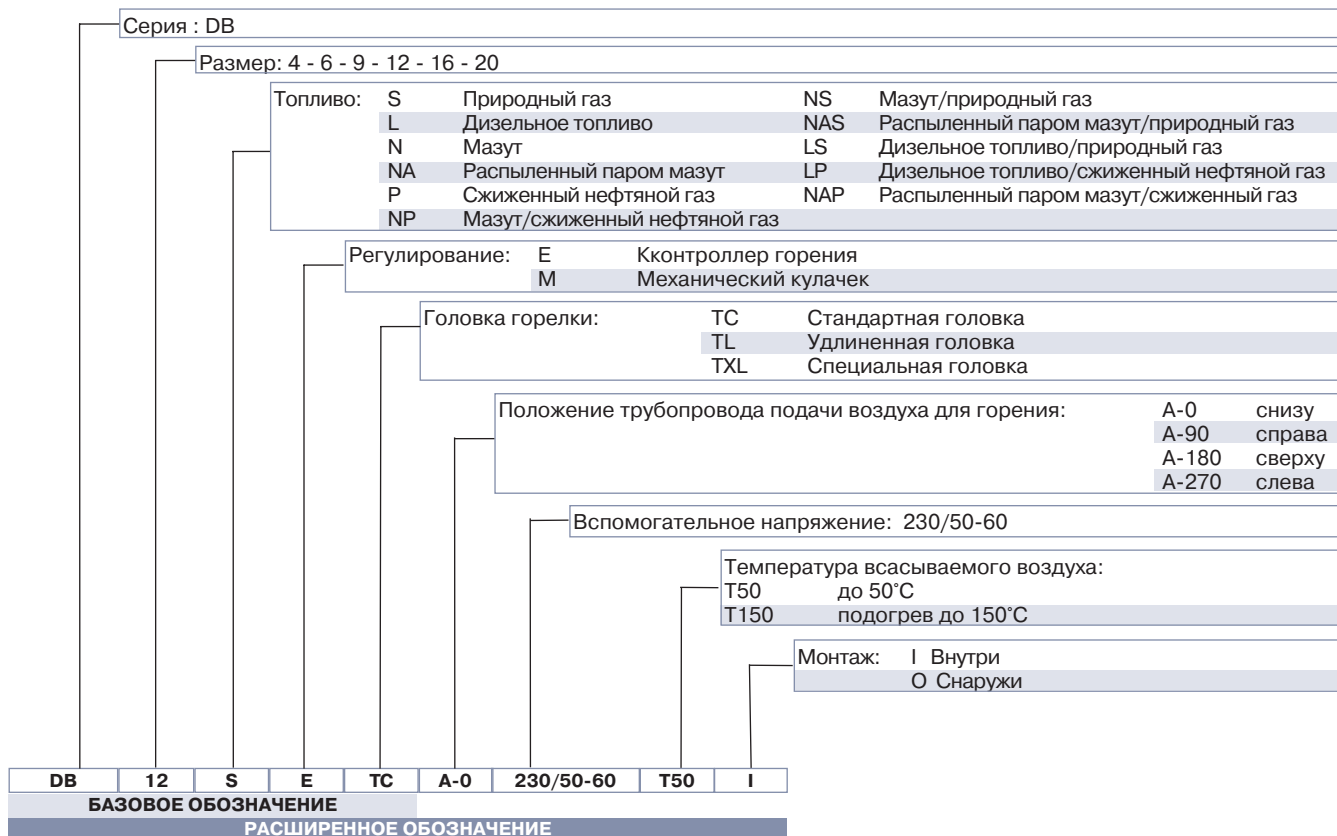 Серия : DB
Размер: 4 - 6 - 9 - 12 - 16 - 20
Топливо: S Природный газ NS Мазут/природный газ
L Дизельное топливо NAS Распыленный паром мазут/природный газ
N Мазут LS Дизельное топливо/природный газ
NA Распыленный паром мазут LP Дизельное топливо/сжиженный нефтяной газ
P Сжиженный нефтяной газ NAP Распыленный паром мазут/сжиженный газ
NP Мазут/сжиженный нефтяной газ
Регулирование: E Кконтроллер горения
M Механический кулачек
Головка горелки: TC Стандартная головка
TL Удлиненная головка
TXL Специальная головка
Положение трубопровода подачи воздуха для горения: A-0 снизу
A-90 справа
A-180 сверху
A-270 слева
Вспомогательное напряжение: 230/50-60
Температура всасываемого воздуха:
T50 до 50°C
T150 подогрев до 150°C
Монтаж: I Внутри
O Снаружи
DB 12 S E TC A-0 230/50-60 T50 I
БАЗОВОЕ ОБОЗНАЧЕНИЕ
РАСШИРЕННОЕ ОБОЗНАЧЕНИЕ